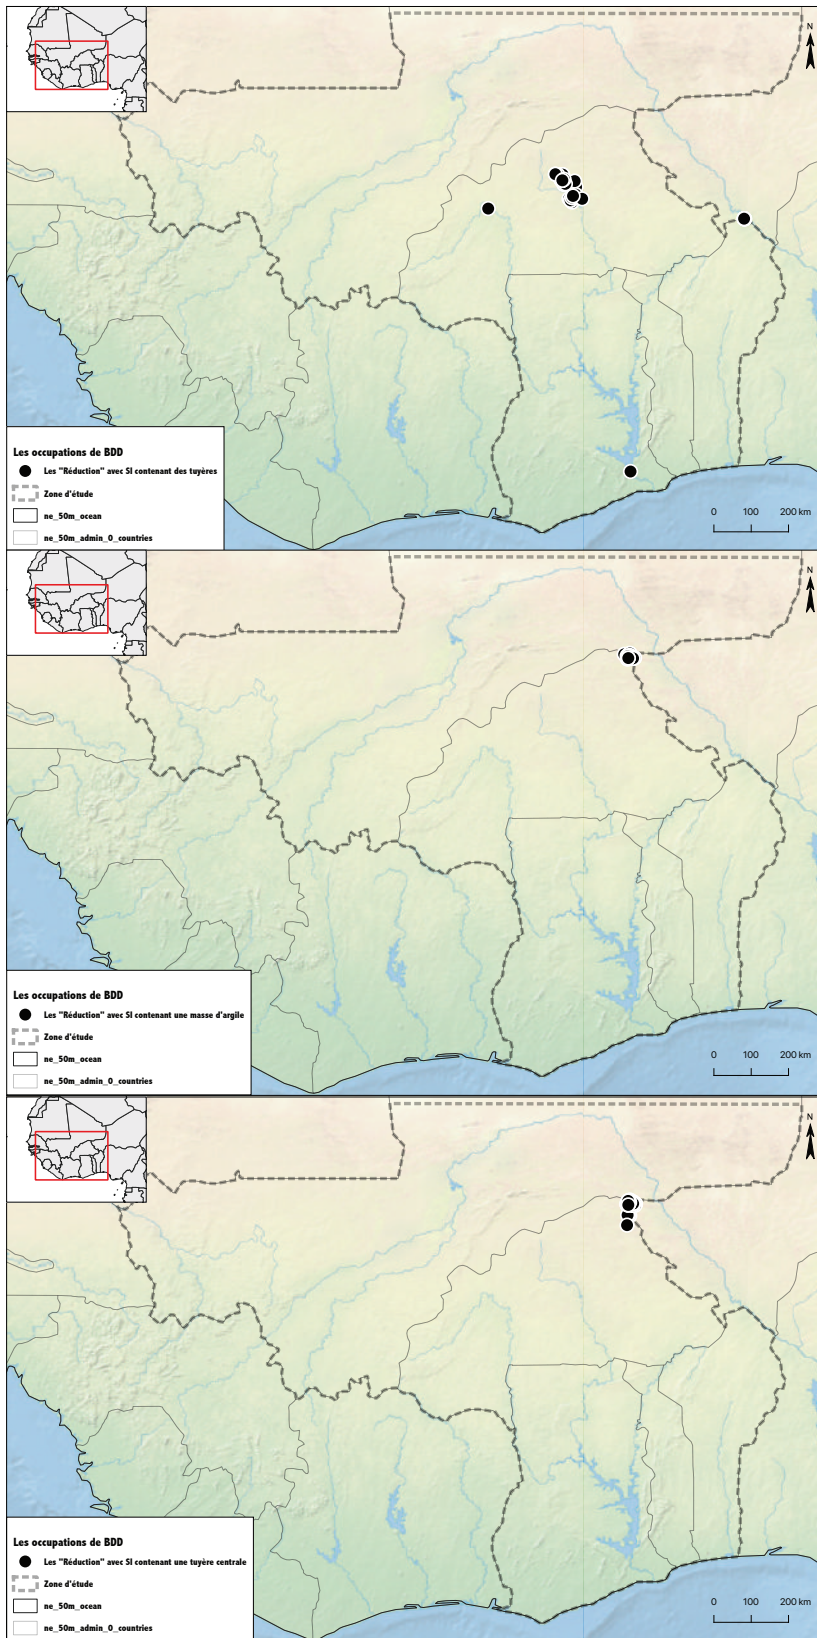 N
Les occupations de BDD
Les "Réduction" avec SI contenant des tuyères
Zone d'étude
ne_50m_ocean
ne_50m_admin_0_countries
0 100 200 km
N
Les occupations de BDD
Les "Réduction" avec SI contenant une masse d'argile
Zone d'étude
ne_50m_ocean
ne_50m_admin_0_countries
0 100 200 km
N
Les occupations de BDD
Les "Réduction" avec SI contenant une tuyère centrale
Zone d'étude
ne_50m_ocean
ne_50m_admin_0_countries
0 100 200 km